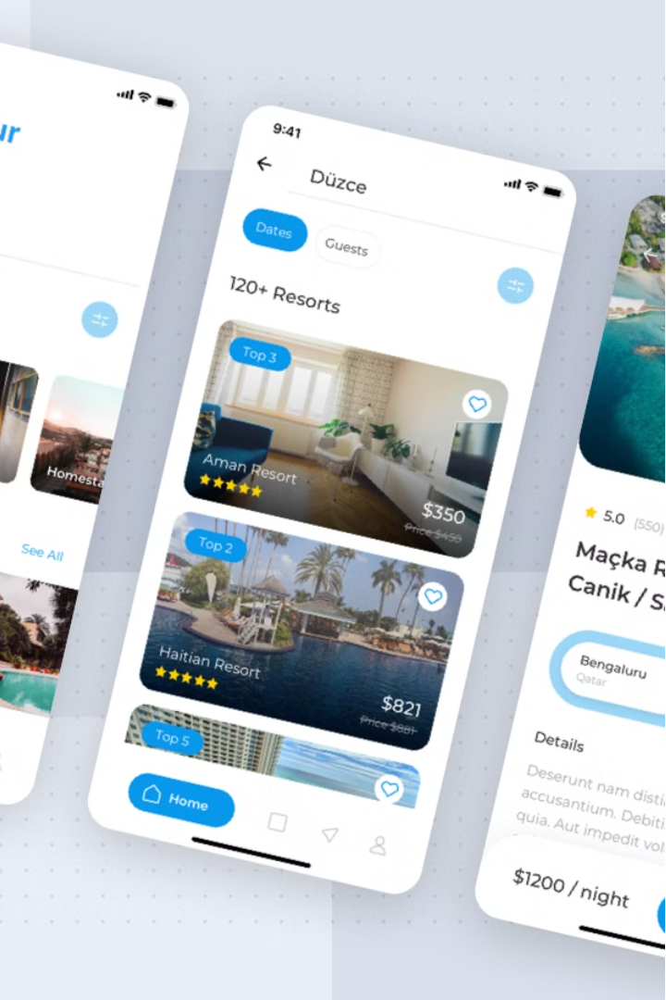 ur
Homesta
See All
9:41
Düzce
Dates
Guests
120+ Resorts
Top 3
Aman Resort
$350
Price $450
Top 2
Haitian Resort
$821
Price $881
Top 5
Home
5.0 (550)
Maçka R
Canik / S
Bengaluru
Qatar
Details
Deserunt nam disti
accusantium. Debiti
quia. Aut impedit vol
$1200 / night